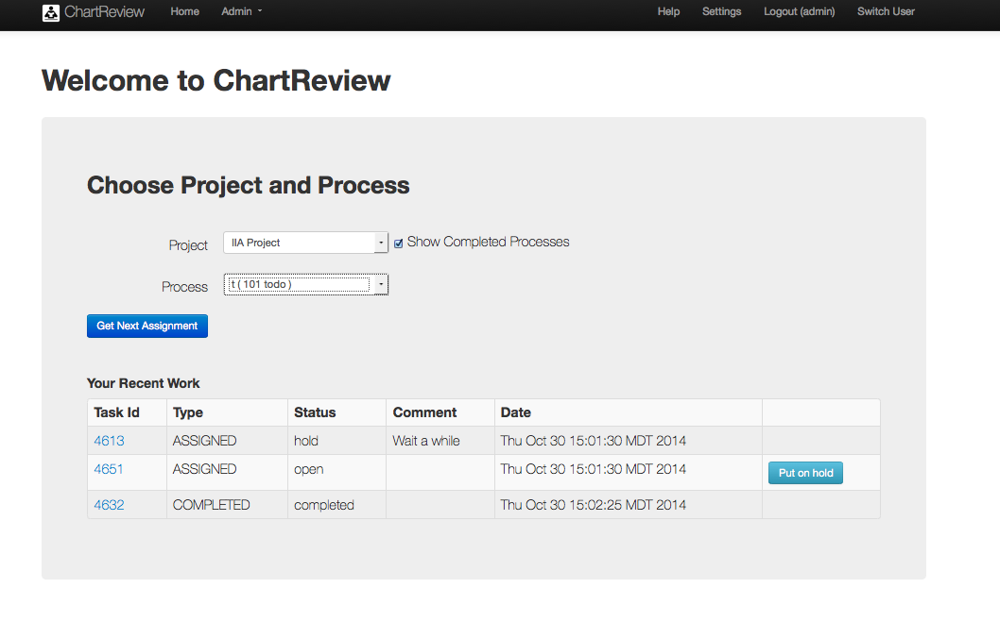 ChartReview Home Admin Help Settings Logout (admin) Switch User
Welcome to ChartReview
Choose Project and Process
Project IIA Project Show Completed Processes
Process t ( 101 todo )
Get Next Assignment
Your Recent Work
Task Id Type Status Comment Date
4613 ASSIGNED hold Wait a while Thu Oct 30 15:01:30 MDT 2014
4651 ASSIGNED open Thu Oct 30 15:01:30 MDT 2014 Put on hold
4632 COMPLETED completed Thu Oct 30 15:02:25 MDT 2014